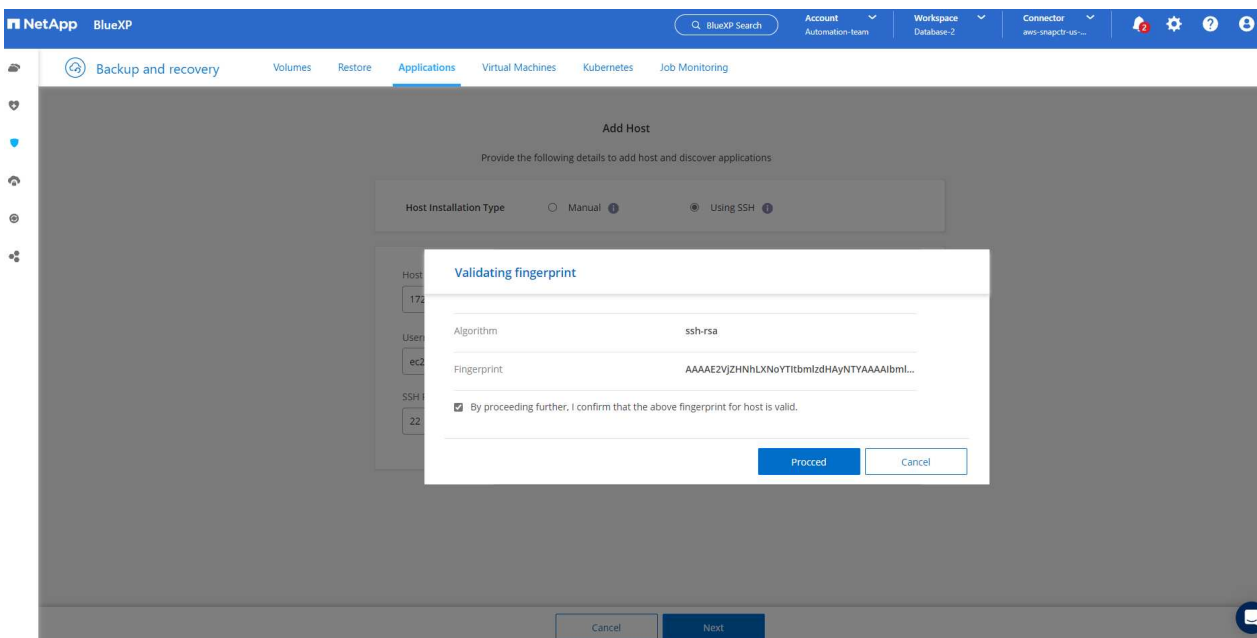 NetApp BlueXP
BlueXP Search
Account
Automation-team
Workspace
Database-2
Connector
aws-snapctr-us-...
2
Backup and recovery
Volumes Restore Applications Virtual Machines Kubernetes Job Monitoring
Add Host
Provide the following details to add host and discover applications
Host Installation Type Manual Using SSH
Host
172
User
ec2
SSH
22
Validating fingerprint
Algorithm ssh-rsa
Fingerprint AAAAE2VjZHNhLXNoYTItbmlzdHAyNTYAAAAIbml...
By proceeding further, I confirm that the above fingerprint for host is valid.
Procced Cancel
Cancel Next